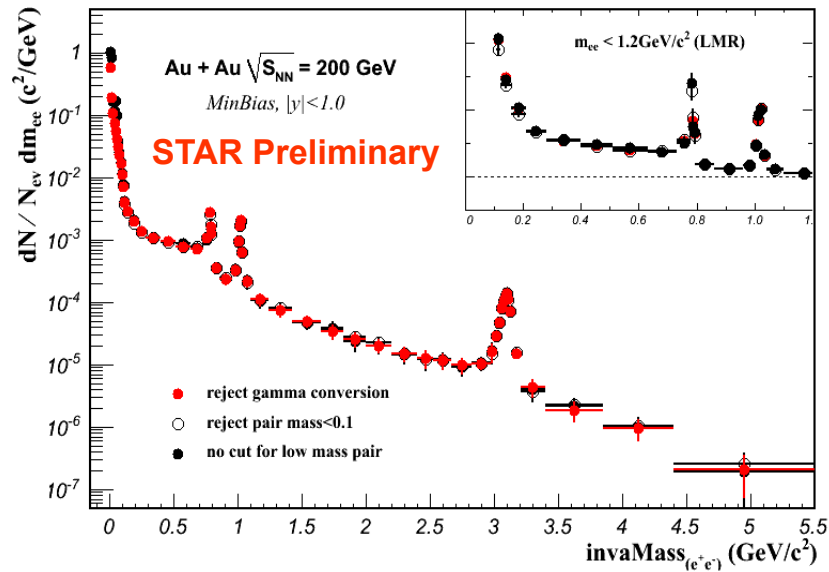 dN / N_ev dm_ee (c²/GeV)
1
10⁻¹
10⁻²
10⁻³
10⁻⁴
10⁻⁵
10⁻⁶
10⁻⁷
Au + Au √S_NN = 200 GeV
MinBias, |y|<1.0
STAR Preliminary
m_ee < 1.2GeV/c² (LMR)
0 0.2 0.4 0.6 0.8 1.0 1.
reject gamma conversion
reject pair mass<0.1
no cut for low mass pair
0 0.5 1 1.5 2 2.5 3 3.5 4 4.5 5 5.5
invaMass_(e⁺e⁻) (GeV/c²)